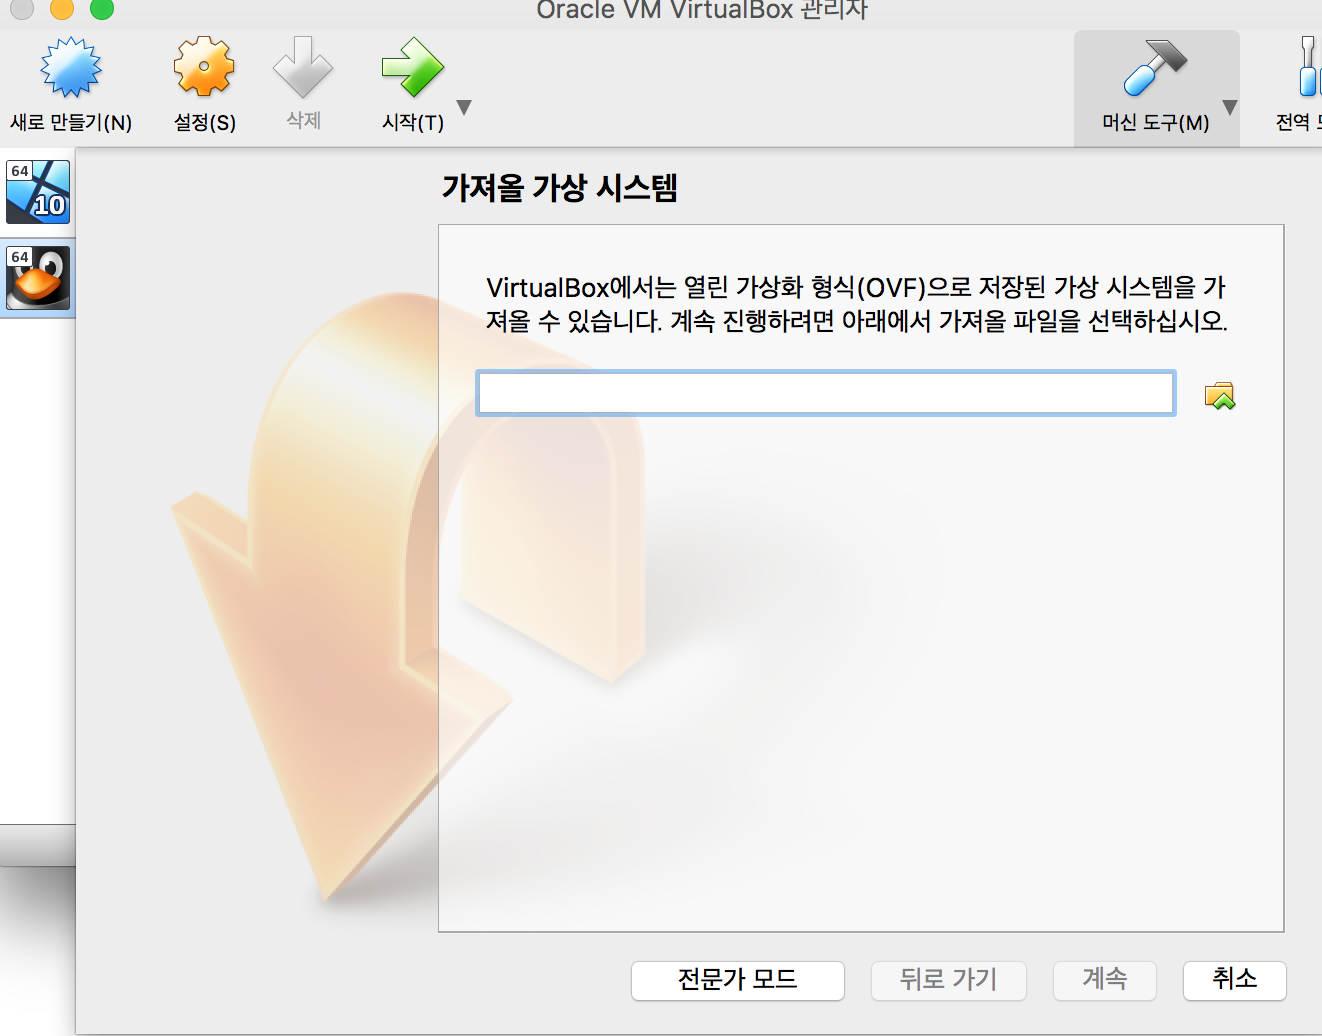 Oracle VM VirtualBox 관리자
새로 만들기(N)
설정(S)
삭제
시작(T)
머신 도구(M)
전역
64
10
64
가져올 가상 시스템
VirtualBox에서는 열린 가상화 형식(OVF)으로 저장된 가상 시스템을 가
져올 수 있습니다. 계속 진행하려면 아래에서 가져올 파일을 선택하십시오.
전문가 모드
뒤로 가기
계속
취소